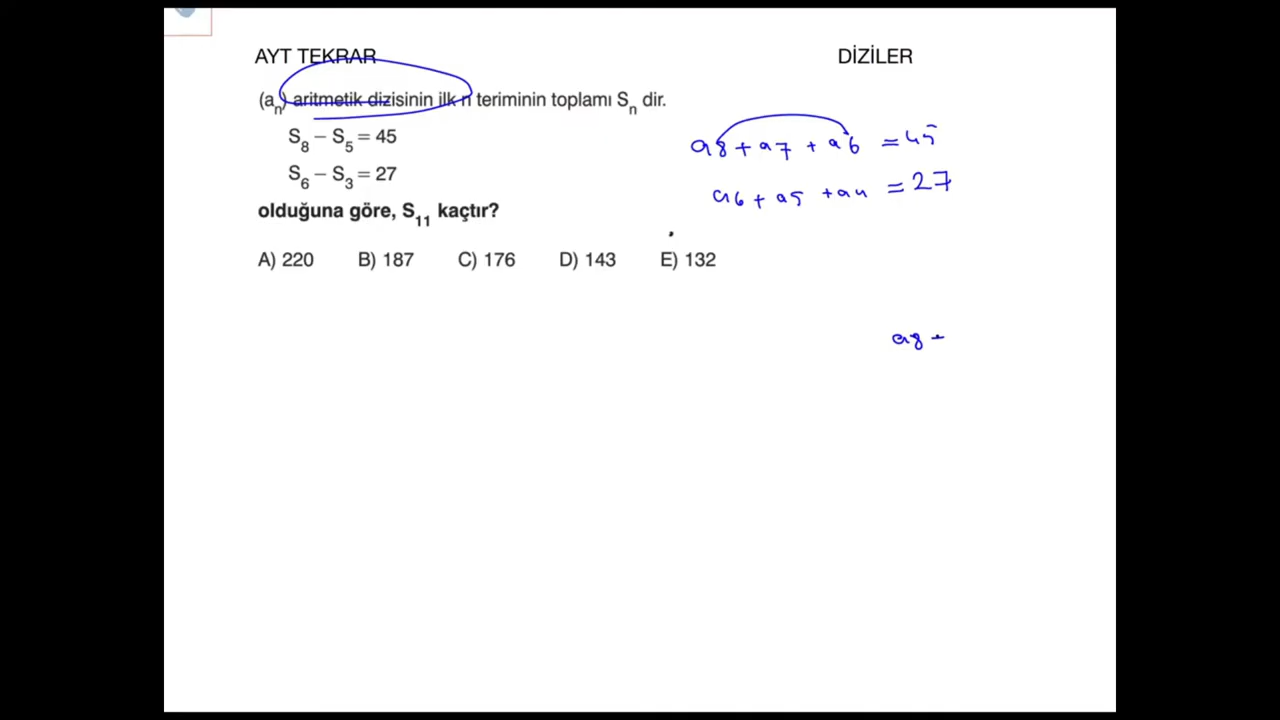 AYT TEKRAR
DİZİLER
(aₙ) aritmetik dizisinin ilk n teriminin toplamı Sₙ dir.
S₈ – S₅ = 45
S₆ – S₃ = 27
olduğuna göre, S₁₁ kaçtır?
A) 220 B) 187 C) 176 D) 143 E) 132
a8 + a7 + a6 = 45
a6 + a5 + a4 = 27
a8 +